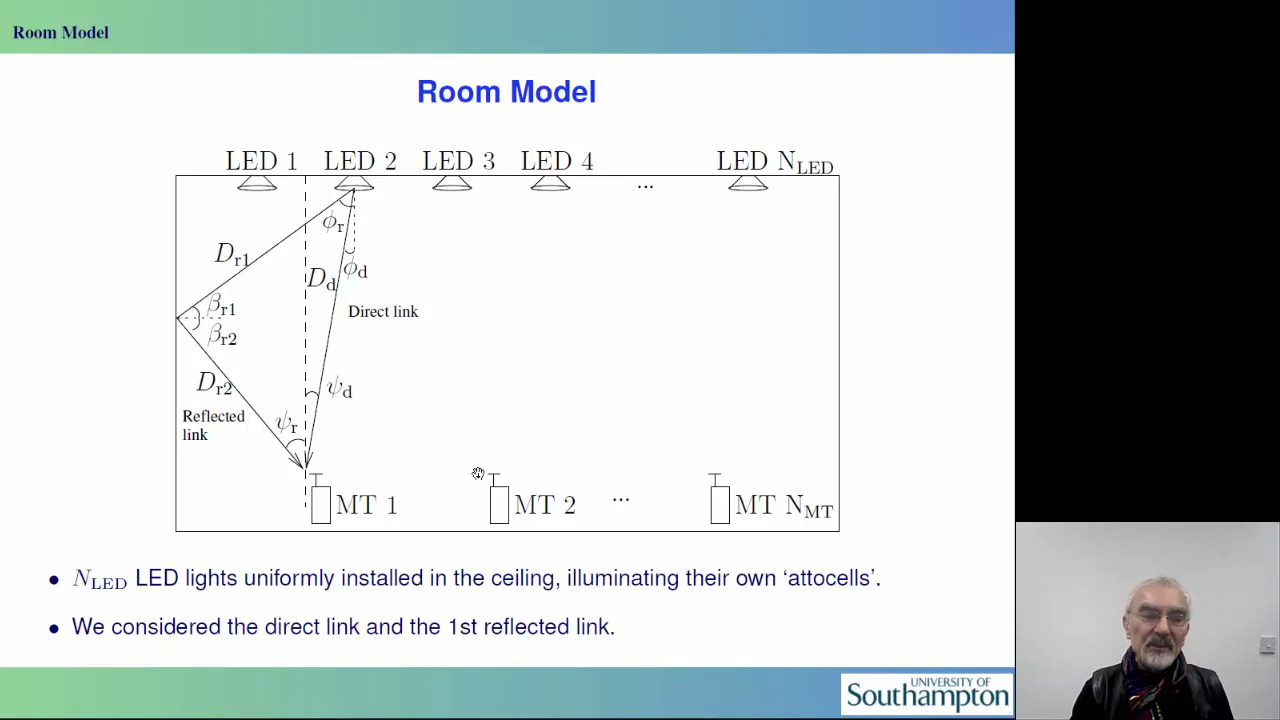 Room Model
Room Model
LED 1 LED 2 LED 3 LED 4 ... LED N_LED
ϕ_r
D_r1
ϕ_d
D_d
β_r1
Direct link
β_r2
D_r2
ψ_d
Reflected
link
ψ_r
MT 1 MT 2 ... MT N_MT
• N_LED LED lights uniformly installed in the ceiling, illuminating their own ‘attocells’.
• We considered the direct link and the 1st reflected link.
UNIVERSITY OF
Southampton